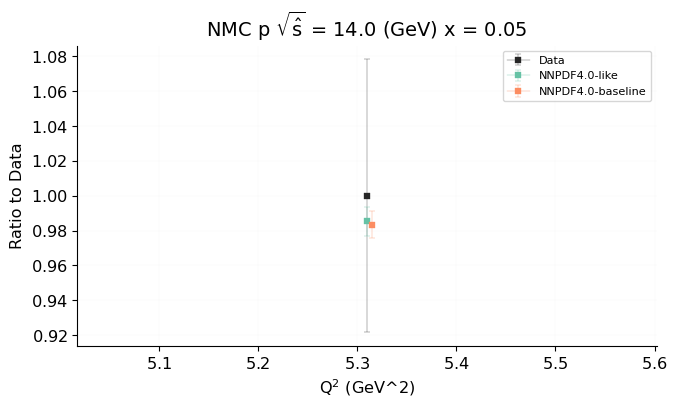 NMC p √ŝ = 14.0 (GeV) x = 0.05
Ratio to Data
1.08
1.06
1.04
1.02
1.00
0.98
0.96
0.94
0.92
Data
NNPDF4.0-like
NNPDF4.0-baseline
5.1 5.2 5.3 5.4 5.5 5.6
Q² (GeV^2)